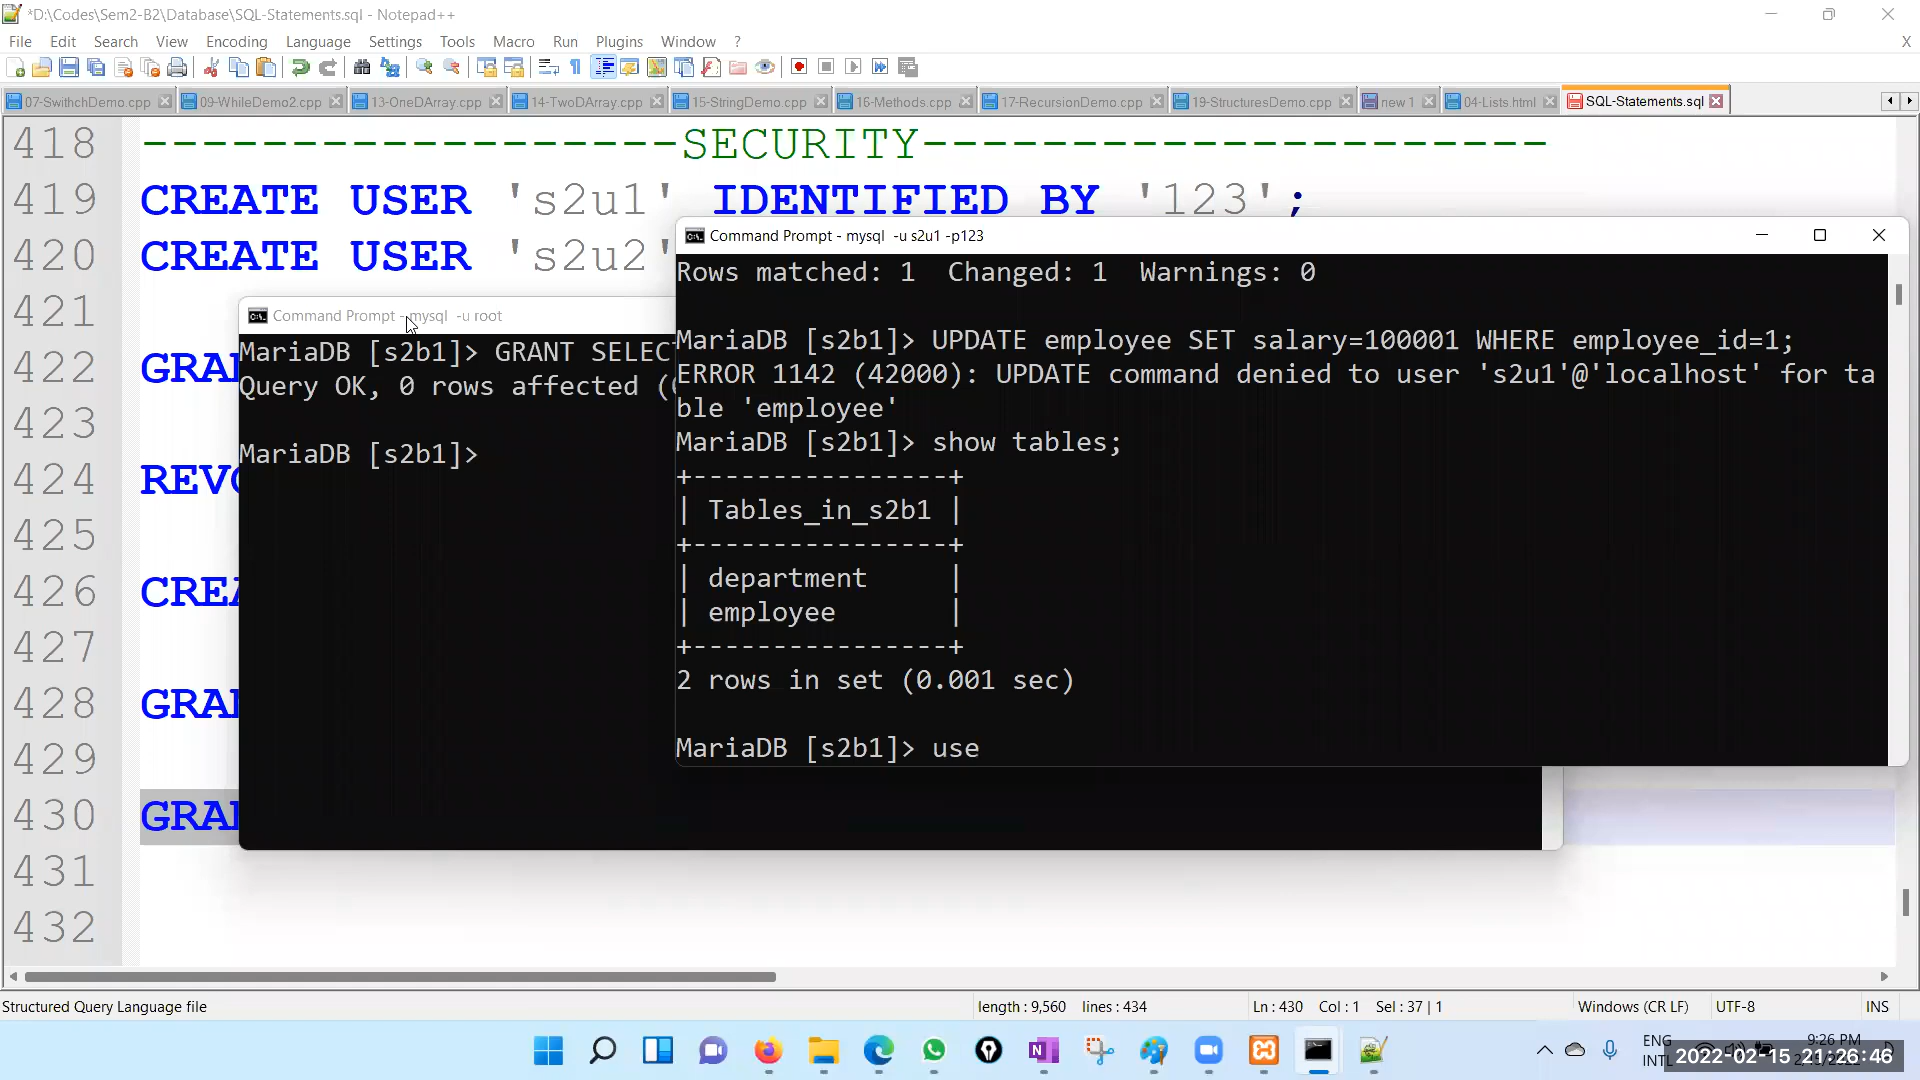 *D:\Codes\Sem2-B2\Database\SQL-Statements.sql - Notepad++
File Edit Search View Encoding Language Settings Tools Macro Run Plugins Window ? X
07-SwithchDemo.cpp 09-WhileDemo2.cpp 13-OneDArray.cpp 14-TwoDArray.cpp 15-StringDemo.cpp 16-Methods.cpp 17-RecursionDemo.cpp 19-StructuresDemo.cpp new 1 04-Lists.html SQL-Statements.sql
418 ------------------SECURITY---------------------
419 CREATE USER 's2u1' IDENTIFIED BY '123';
420 CREATE USER 's2u2'
421
422 GRA
423
424 REV
425
426 CREA
427
428 GRA
429
430 GRA
431
432
Command Prompt - mysql -u root
MariaDB [s2b1]> GRANT SELEC
Query OK, 0 rows affected (
MariaDB [s2b1]>
Command Prompt - mysql -u s2u1 -p123
Rows matched: 1 Changed: 1 Warnings: 0
MariaDB [s2b1]> UPDATE employee SET salary=100001 WHERE employee_id=1;
ERROR 1142 (42000): UPDATE command denied to user 's2u1'@'localhost' for ta
ble 'employee'
MariaDB [s2b1]> show tables;
+----------------+
| Tables_in_s2b1 |
+----------------+
| department |
| employee |
+----------------+
2 rows in set (0.001 sec)
MariaDB [s2b1]> use
Structured Query Language file length : 9,560 lines : 434 Ln : 430 Col : 1 Sel : 37 | 1 Windows (CR LF) UTF-8 INS
ENG
INTL
9:26 PM
2022-02-15 21:26:46